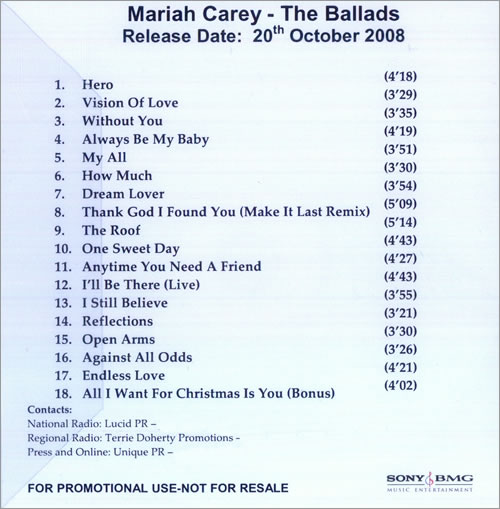 Mariah Carey - The Ballads
Release Date: 20th October 2008
1. Hero (4'18)
2. Vision Of Love (3'29)
3. Without You (3'35)
4. Always Be My Baby (4'19)
5. My All (3'51)
6. How Much (3'30)
7. Dream Lover (3'54)
8. Thank God I Found You (Make It Last Remix) (5'09)
9. The Roof (5'14)
10. One Sweet Day (4'43)
11. Anytime You Need A Friend (4'27)
12. I'll Be There (Live) (4'43)
13. I Still Believe (3'55)
14. Reflections (3'21)
15. Open Arms (3'30)
16. Against All Odds (3'26)
17. Endless Love (4'21)
18. All I Want For Christmas Is You (Bonus) (4'02)
Contacts:
National Radio: Lucid PR –
Regional Radio: Terrie Doherty Promotions -
Press and Online: Unique PR –
SONY BMG
MUSIC ENTERTAINMENT
FOR PROMOTIONAL USE-NOT FOR RESALE